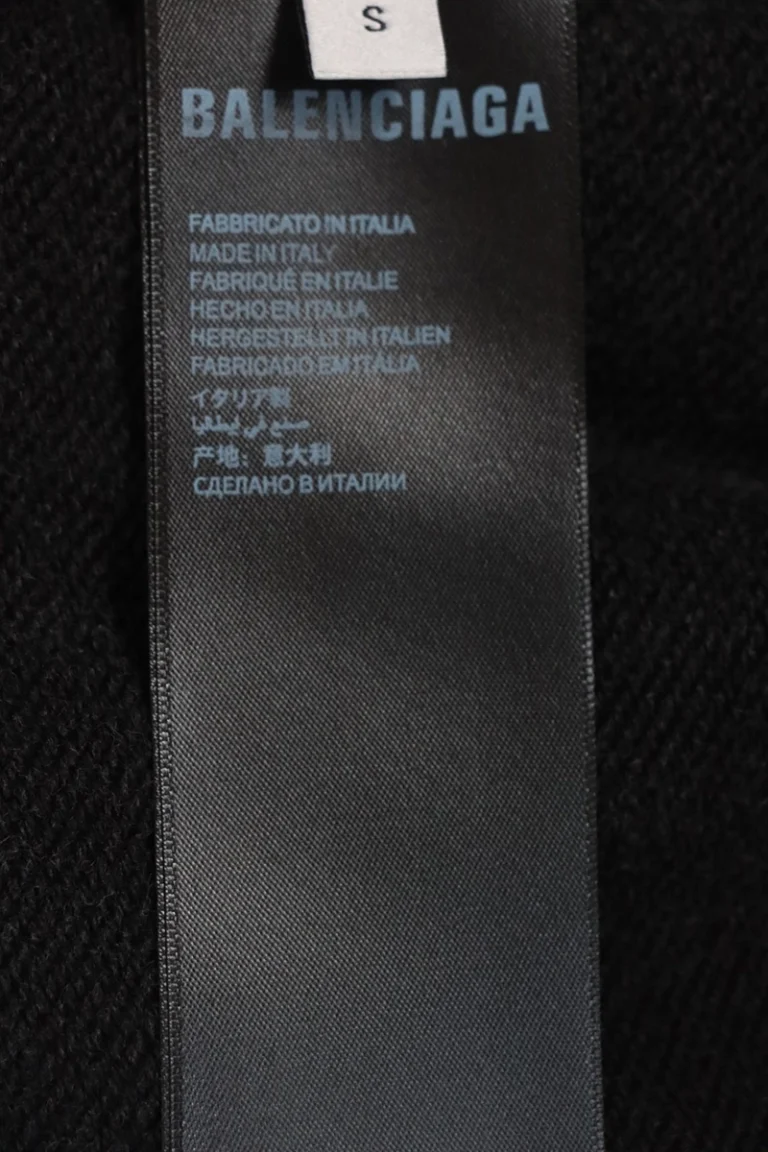 S
BALENCIAGA
FABBRICATO IN ITALIA
MADE IN ITALY
FABRIQUÉ EN ITALIE
HECHO EN ITALIA
HERGESTELLT IN ITALIEN
FABRICADO EM ITÁLIA
イタリア製
صنع في إيطاليا
产地：意大利
СДЕЛАНО В ИТАЛИИ